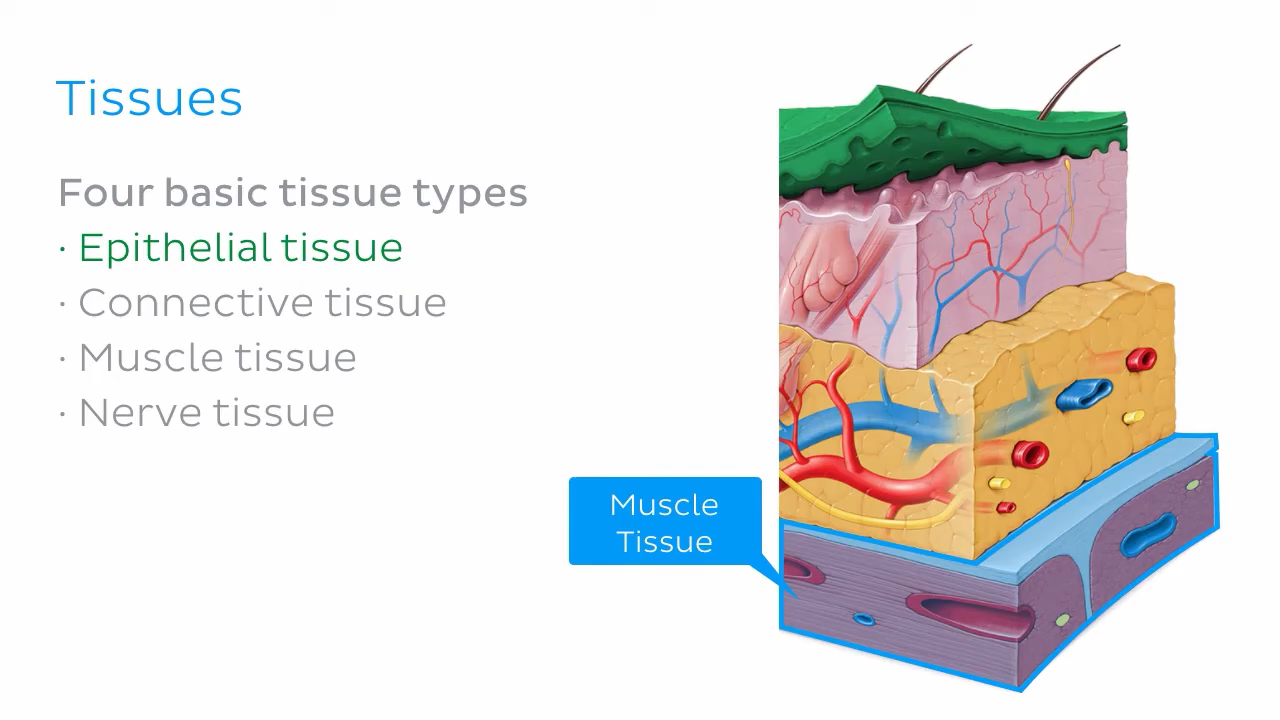 Tissues
Four basic tissue types
· Epithelial tissue
· Connective tissue
· Muscle tissue
· Nerve tissue
Muscle
Tissue